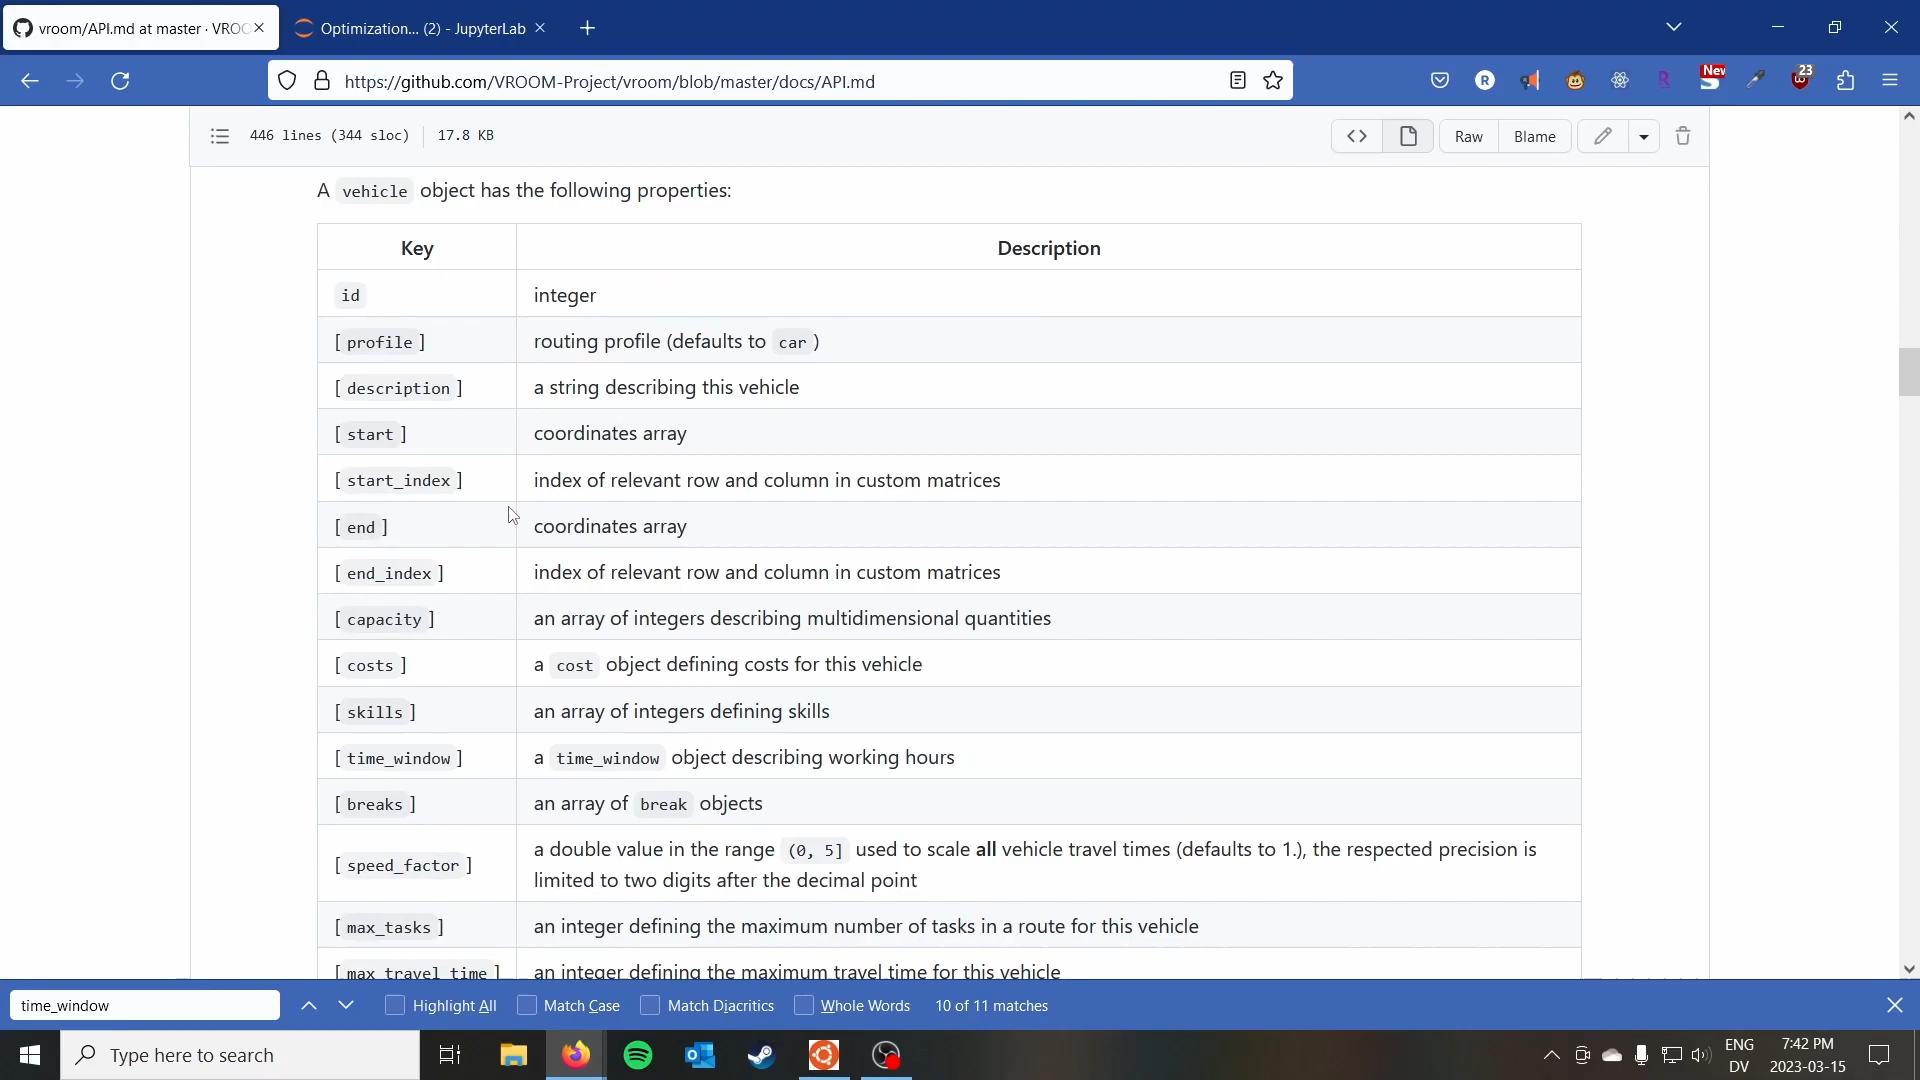 vroom/API.md at master · VROO
Optimization... (2) - JupyterLab
https://github.com/VROOM-Project/vroom/blob/master/docs/API.md
New
23
446 lines (344 sloc) 17.8 KB
Raw Blame
A vehicle object has the following properties:
Key Description
id integer
[ profile ] routing profile (defaults to car )
[ description ] a string describing this vehicle
[ start ] coordinates array
[ start_index ] index of relevant row and column in custom matrices
[ end ] coordinates array
[ end_index ] index of relevant row and column in custom matrices
[ capacity ] an array of integers describing multidimensional quantities
[ costs ] a cost object defining costs for this vehicle
[ skills ] an array of integers defining skills
[ time_window ] a time_window object describing working hours
[ breaks ] an array of break objects
[ speed_factor ] a double value in the range (0, 5] used to scale all vehicle travel times (defaults to 1.), the respected precision is
limited to two digits after the decimal point
[ max_tasks ] an integer defining the maximum number of tasks in a route for this vehicle
[ max_travel_time ] an integer defining the maximum travel time for this vehicle
time_window Highlight All Match Case Match Diacritics Whole Words 10 of 11 matches
Type here to search
ENG 7:42 PM
DV 2023-03-15